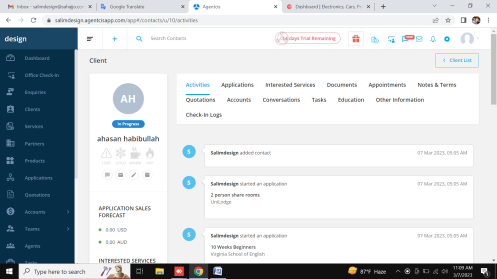 Inbox - salimdesign@sahajjo.co
Google Translate
Agentcis
Dashboard | Electronics, Cars, Pr
salimdesign.agentcisapp.com/app#/contacts/u/10/activities
design
Search Contacts
days Trial Remaining
Dashboard
Office Check-In
Enquiries
Clients
Services
Partners
Products
Applications
Quotations
Accounts
Teams
Agents
Client
Client List
AH
In Progress
ahasan habibullah
APPLICATION SALES
FORECAST
0.00 USD
0.00 AUD
INTERESTED SERVICES
Activities
Applications
Interested Services
Documents
Appointments
Notes & Terms
Quotations
Accounts
Conversations
Tasks
Education
Other Information
Check-In Logs
S
Salimdesign added contact
07 Mar 2023, 05:05 AM
S
Salimdesign started an application
07 Mar 2023, 05:05 AM
2 person share rooms
UniLodge
S
Salimdesign started an application
07 Mar 2023, 05:05 AM
10 Weeks Beginners
Virginia School of English
Type here to search
87°F Haze
11:09 AM
3/7/2023